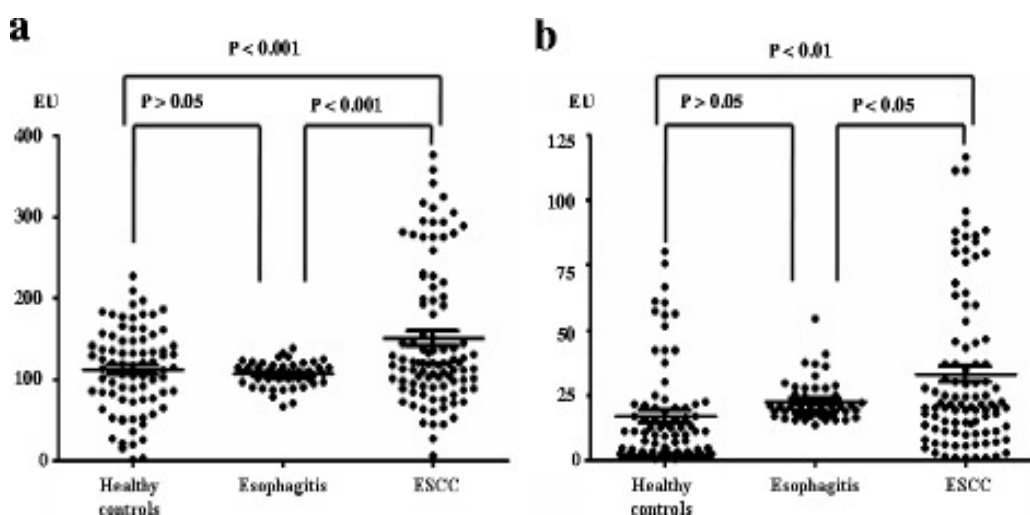 a
P < 0.001
EU
P > 0.05
P < 0.001
400
300
200
100
0
Healthy
controls
Esophagitis
ESCC
b
P < 0.01
EU
P > 0.05
P < 0.05
125
100
75
50
25
0
Healthy
controls
Esophagitis
ESCC